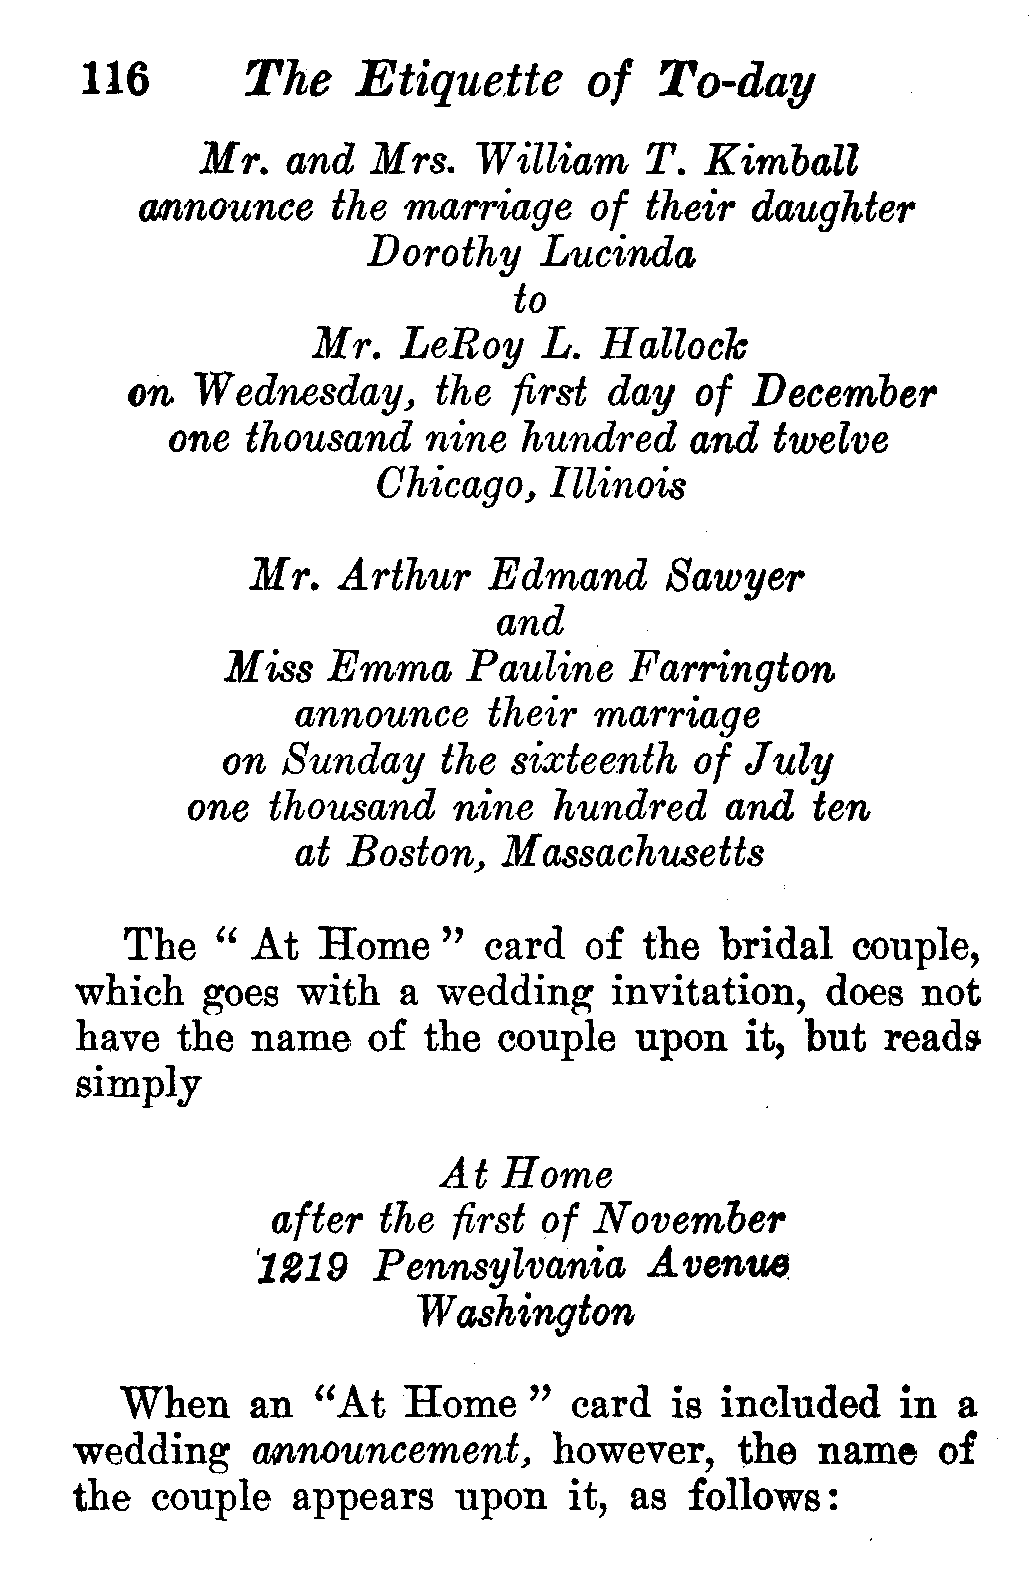 116 The Etiquette of To-day
Mr. and Mrs. William T. Kimball
announce the marriage of their daughter
Dorothy Lucinda
to
Mr. LeRoy L. Hallock
on Wednesday, the first day of December
one thousand nine hundred and twelve
Chicago, Illinois
Mr. Arthur Edmand Sawyer
and
Miss Emma Pauline Farrington
announce their marriage
on Sunday the sixteenth of July
one thousand nine hundred and ten
at Boston, Massachusetts
The “ At Home ” card of the bridal couple,
which goes with a wedding invitation, does not
have the name of the couple upon it, but reads
simply
At Home
after the first of November
1219 Pennsylvania Avenue
Washington
When an “At Home ” card is included in a
wedding announcement, however, the name of
the couple appears upon it, as follows: